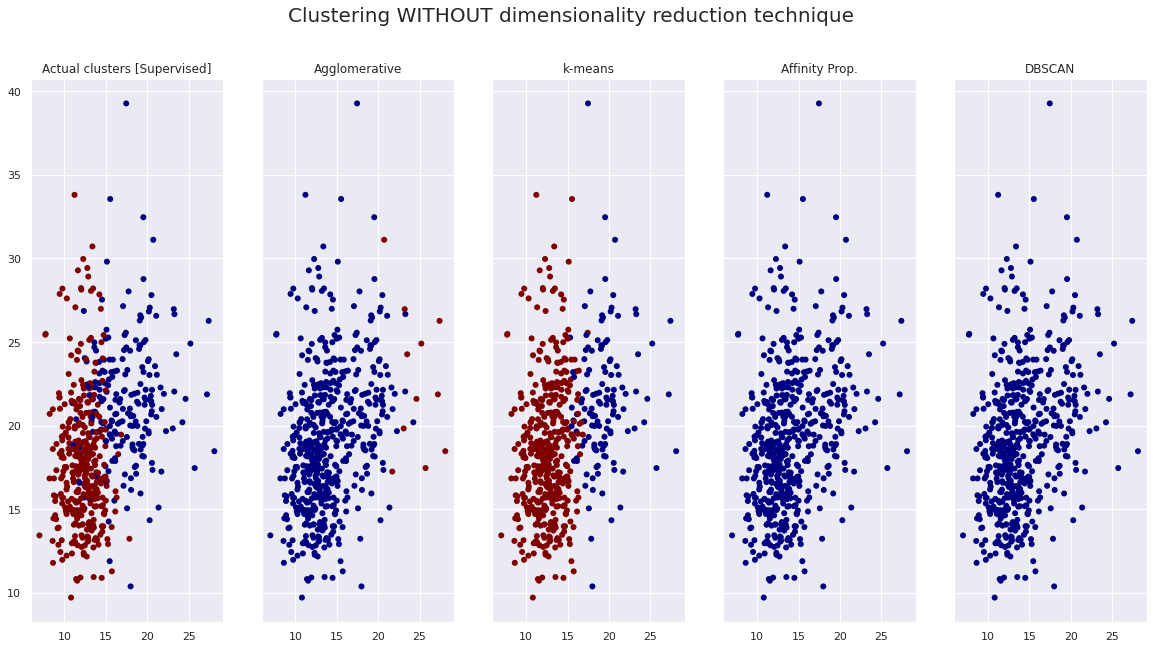 Clustering WITHOUT dimensionality reduction technique
Actual clusters [Supervised] Agglomerative k-means Affinity Prop. DBSCAN
40
35
30
25
20
15
10
10 15 20 25 10 15 20 25 10 15 20 25 10 15 20 25 10 15 20 25